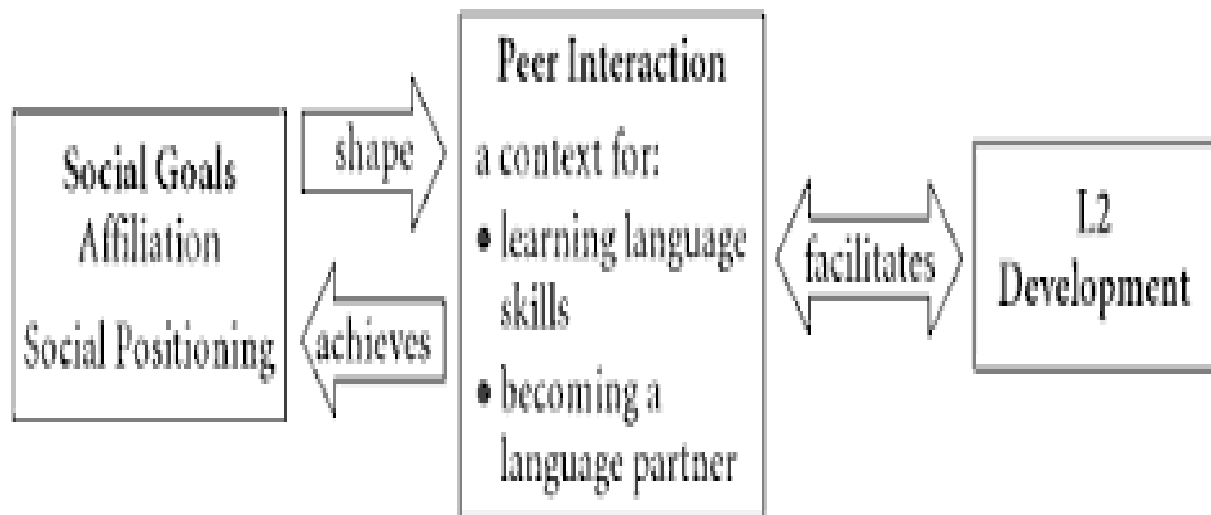 Social Goals
Affiliation
Social Positioning
shape
achieves
Peer Interaction
a context for:
• learning language
skills
• becoming a
language partner
facilitates
L2
Development